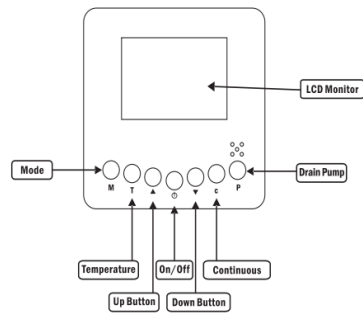 LCD Monitor
Mode
Drain Pump
M T ▲ ▼ c P
Temperature
On/Off
Continuous
Up Button
Down Button